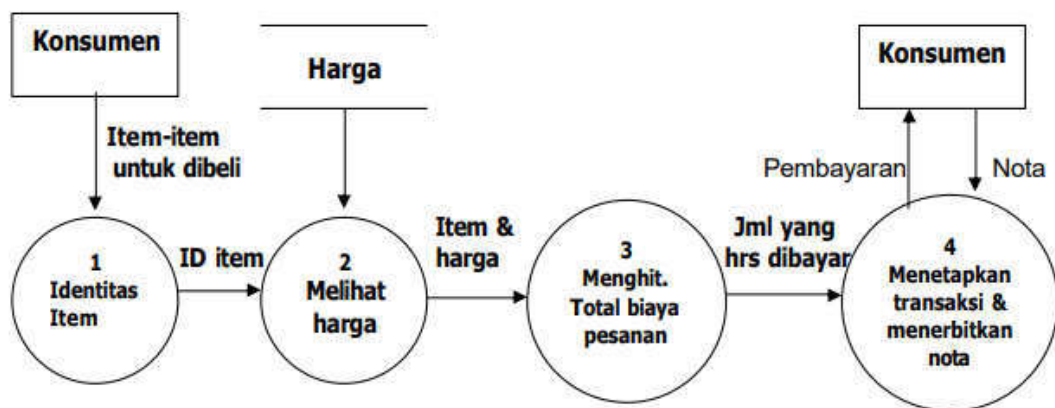 Konsumen
Harga
Konsumen
Item-item
untuk dibeli
Pembayaran
Nota
1
Identitas
Item
ID item
2
Melihat
harga
Item &
harga
3
Menghit.
Total biaya
pesanan
Jml yang
hrs dibayar
4
Menetapkan
transaksi &
menerbitkan
nota